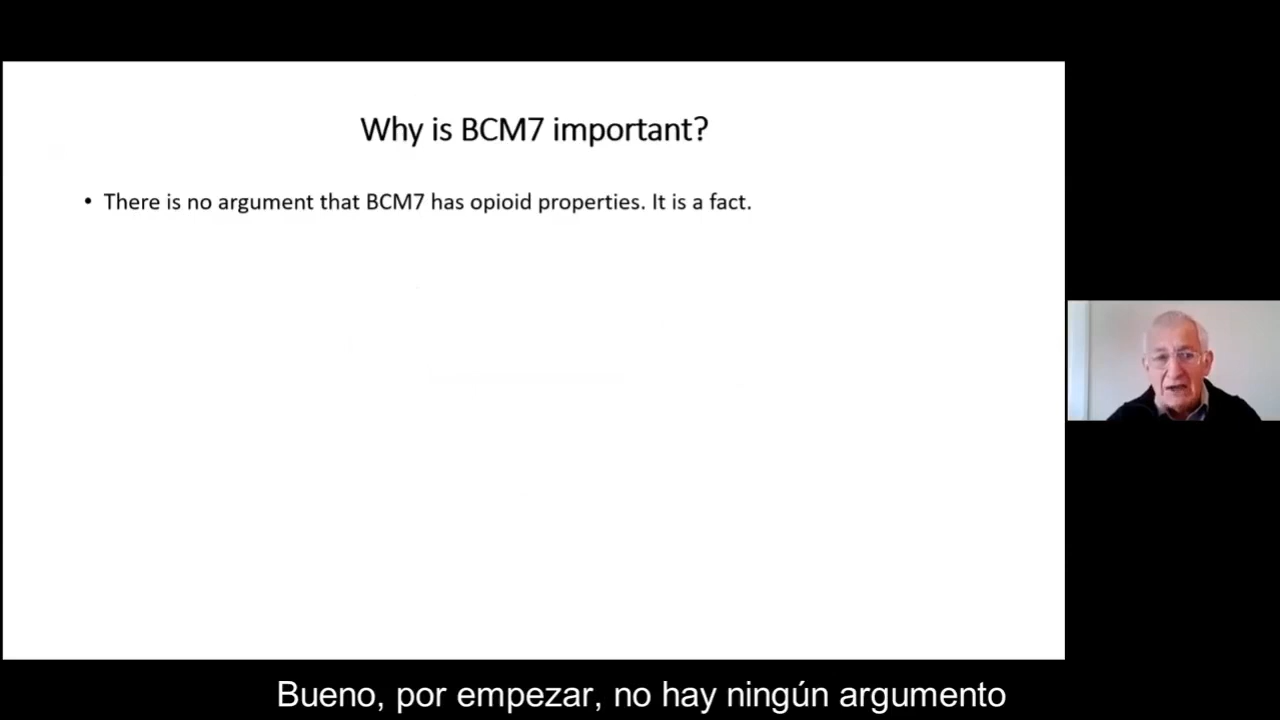 Why is BCM7 important?
• There is no argument that BCM7 has opioid properties. It is a fact.
Bueno, por empezar, no hay ningún argumento